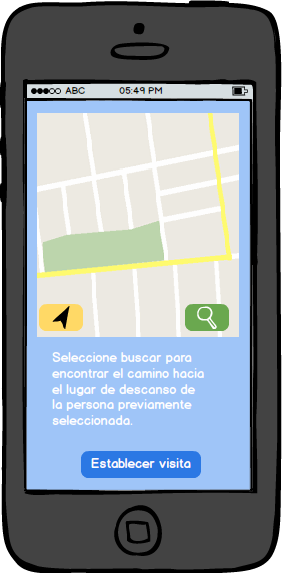 ABC 05:49 PM
Seleccione buscar para
encontrar el camino hacia
el lugar de descanso de
la persona previamente
seleccionada.
Establecer visita